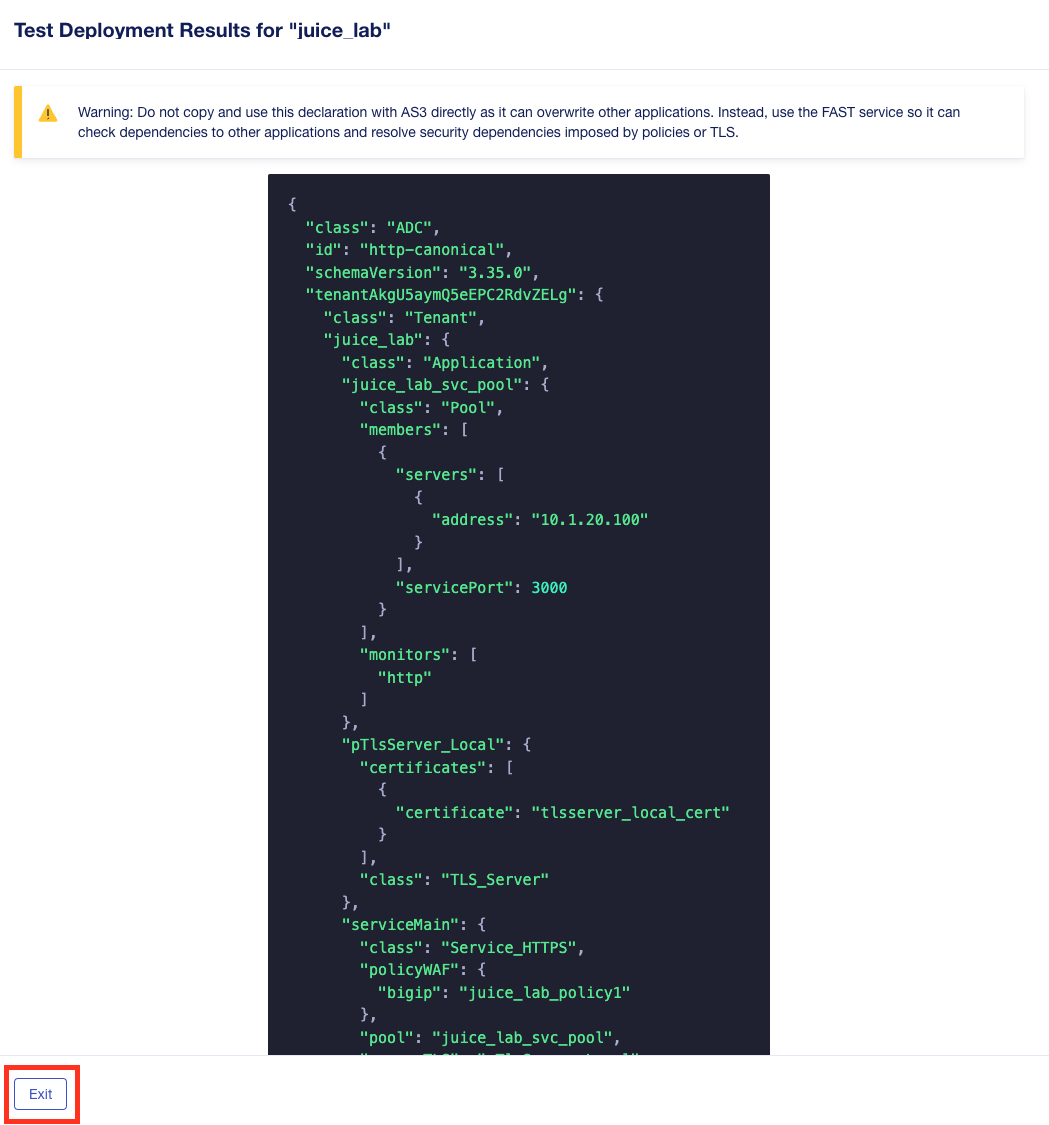 Test Deployment Results for "juice_lab"
Warning: Do not copy and use this declaration with AS3 directly as it can overwrite other applications. Instead, use the FAST service so it can
check dependencies to other applications and resolve security dependencies imposed by policies or TLS.
{
"class": "ADC",
"id": "http-canonical",
"schemaVersion": "3.35.0",
"tenantAkgU5aymQ5eEPC2RdvZELg": {
"class": "Tenant",
"juice_lab": {
"class": "Application",
"juice_lab_svc_pool": {
"class": "Pool",
"members": [
{
"servers": [
{
"address": "10.1.20.100"
}
],
"servicePort": 3000
}
],
"monitors": [
"http"
]
},
"pTlsServer_Local": {
"certificates": [
{
"certificate": "tlsserver_local_cert"
}
],
"class": "TLS_Server"
},
"serviceMain": {
"class": "Service_HTTPS",
"policyWAF": {
"bigip": "juice_lab_policy1"
},
"pool": "juice_lab_svc_pool",
Exit